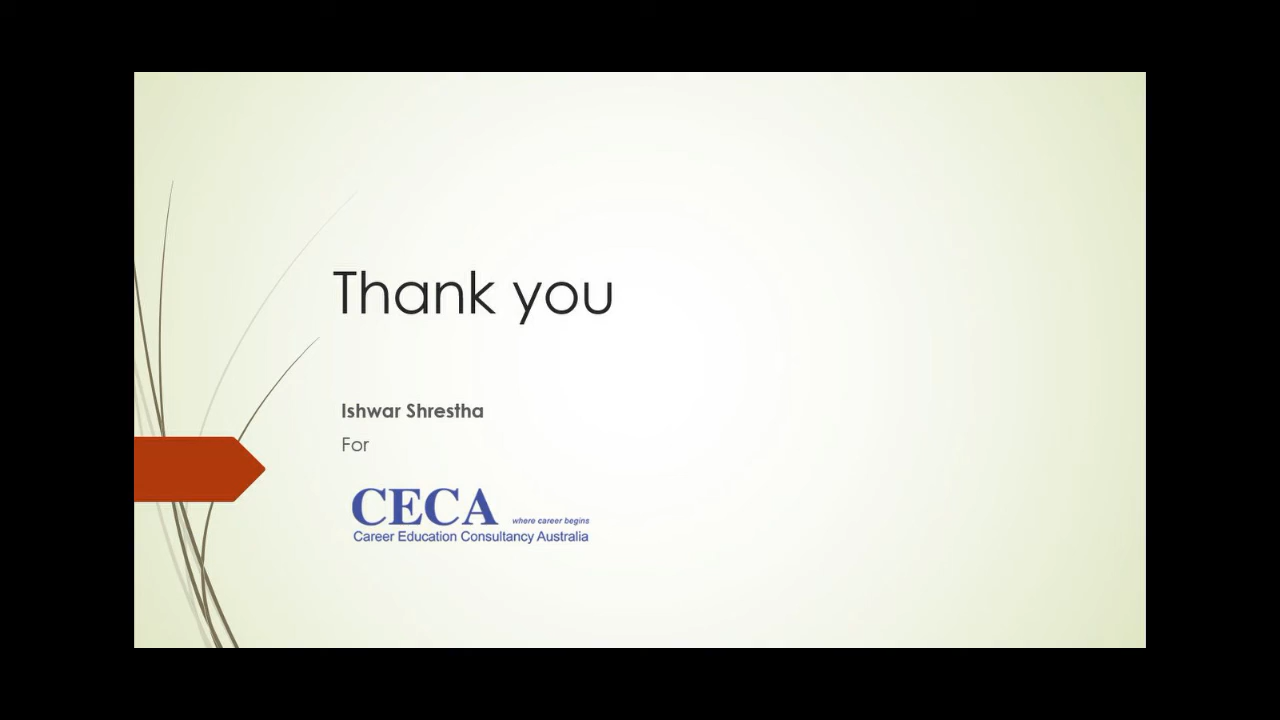 Thank you
Ishwar Shrestha
For
CECA where career begins
Career Education Consultancy Australia